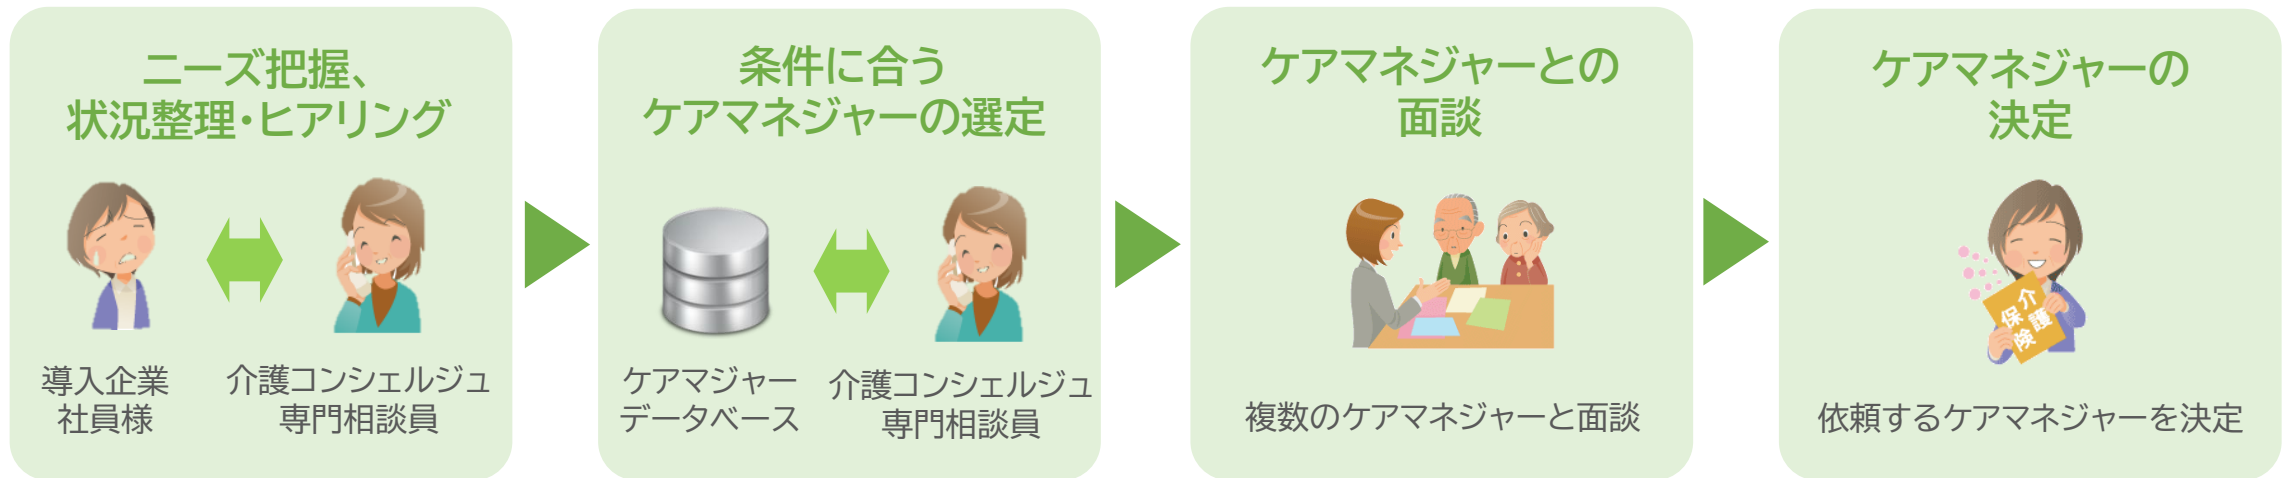 ニーズ把握、
状況整理・ヒアリング
導入企業
社員様
介護コンシェルジュ
専門相談員
条件に合う
ケアマネジャーの選定
ケアマジャー
データベース
介護コンシェルジュ
専門相談員
ケアマネジャーとの
面談
複数のケアマネジャーと面談
ケアマネジャーの
決定
介護
保険
依頼するケアマネジャーを決定